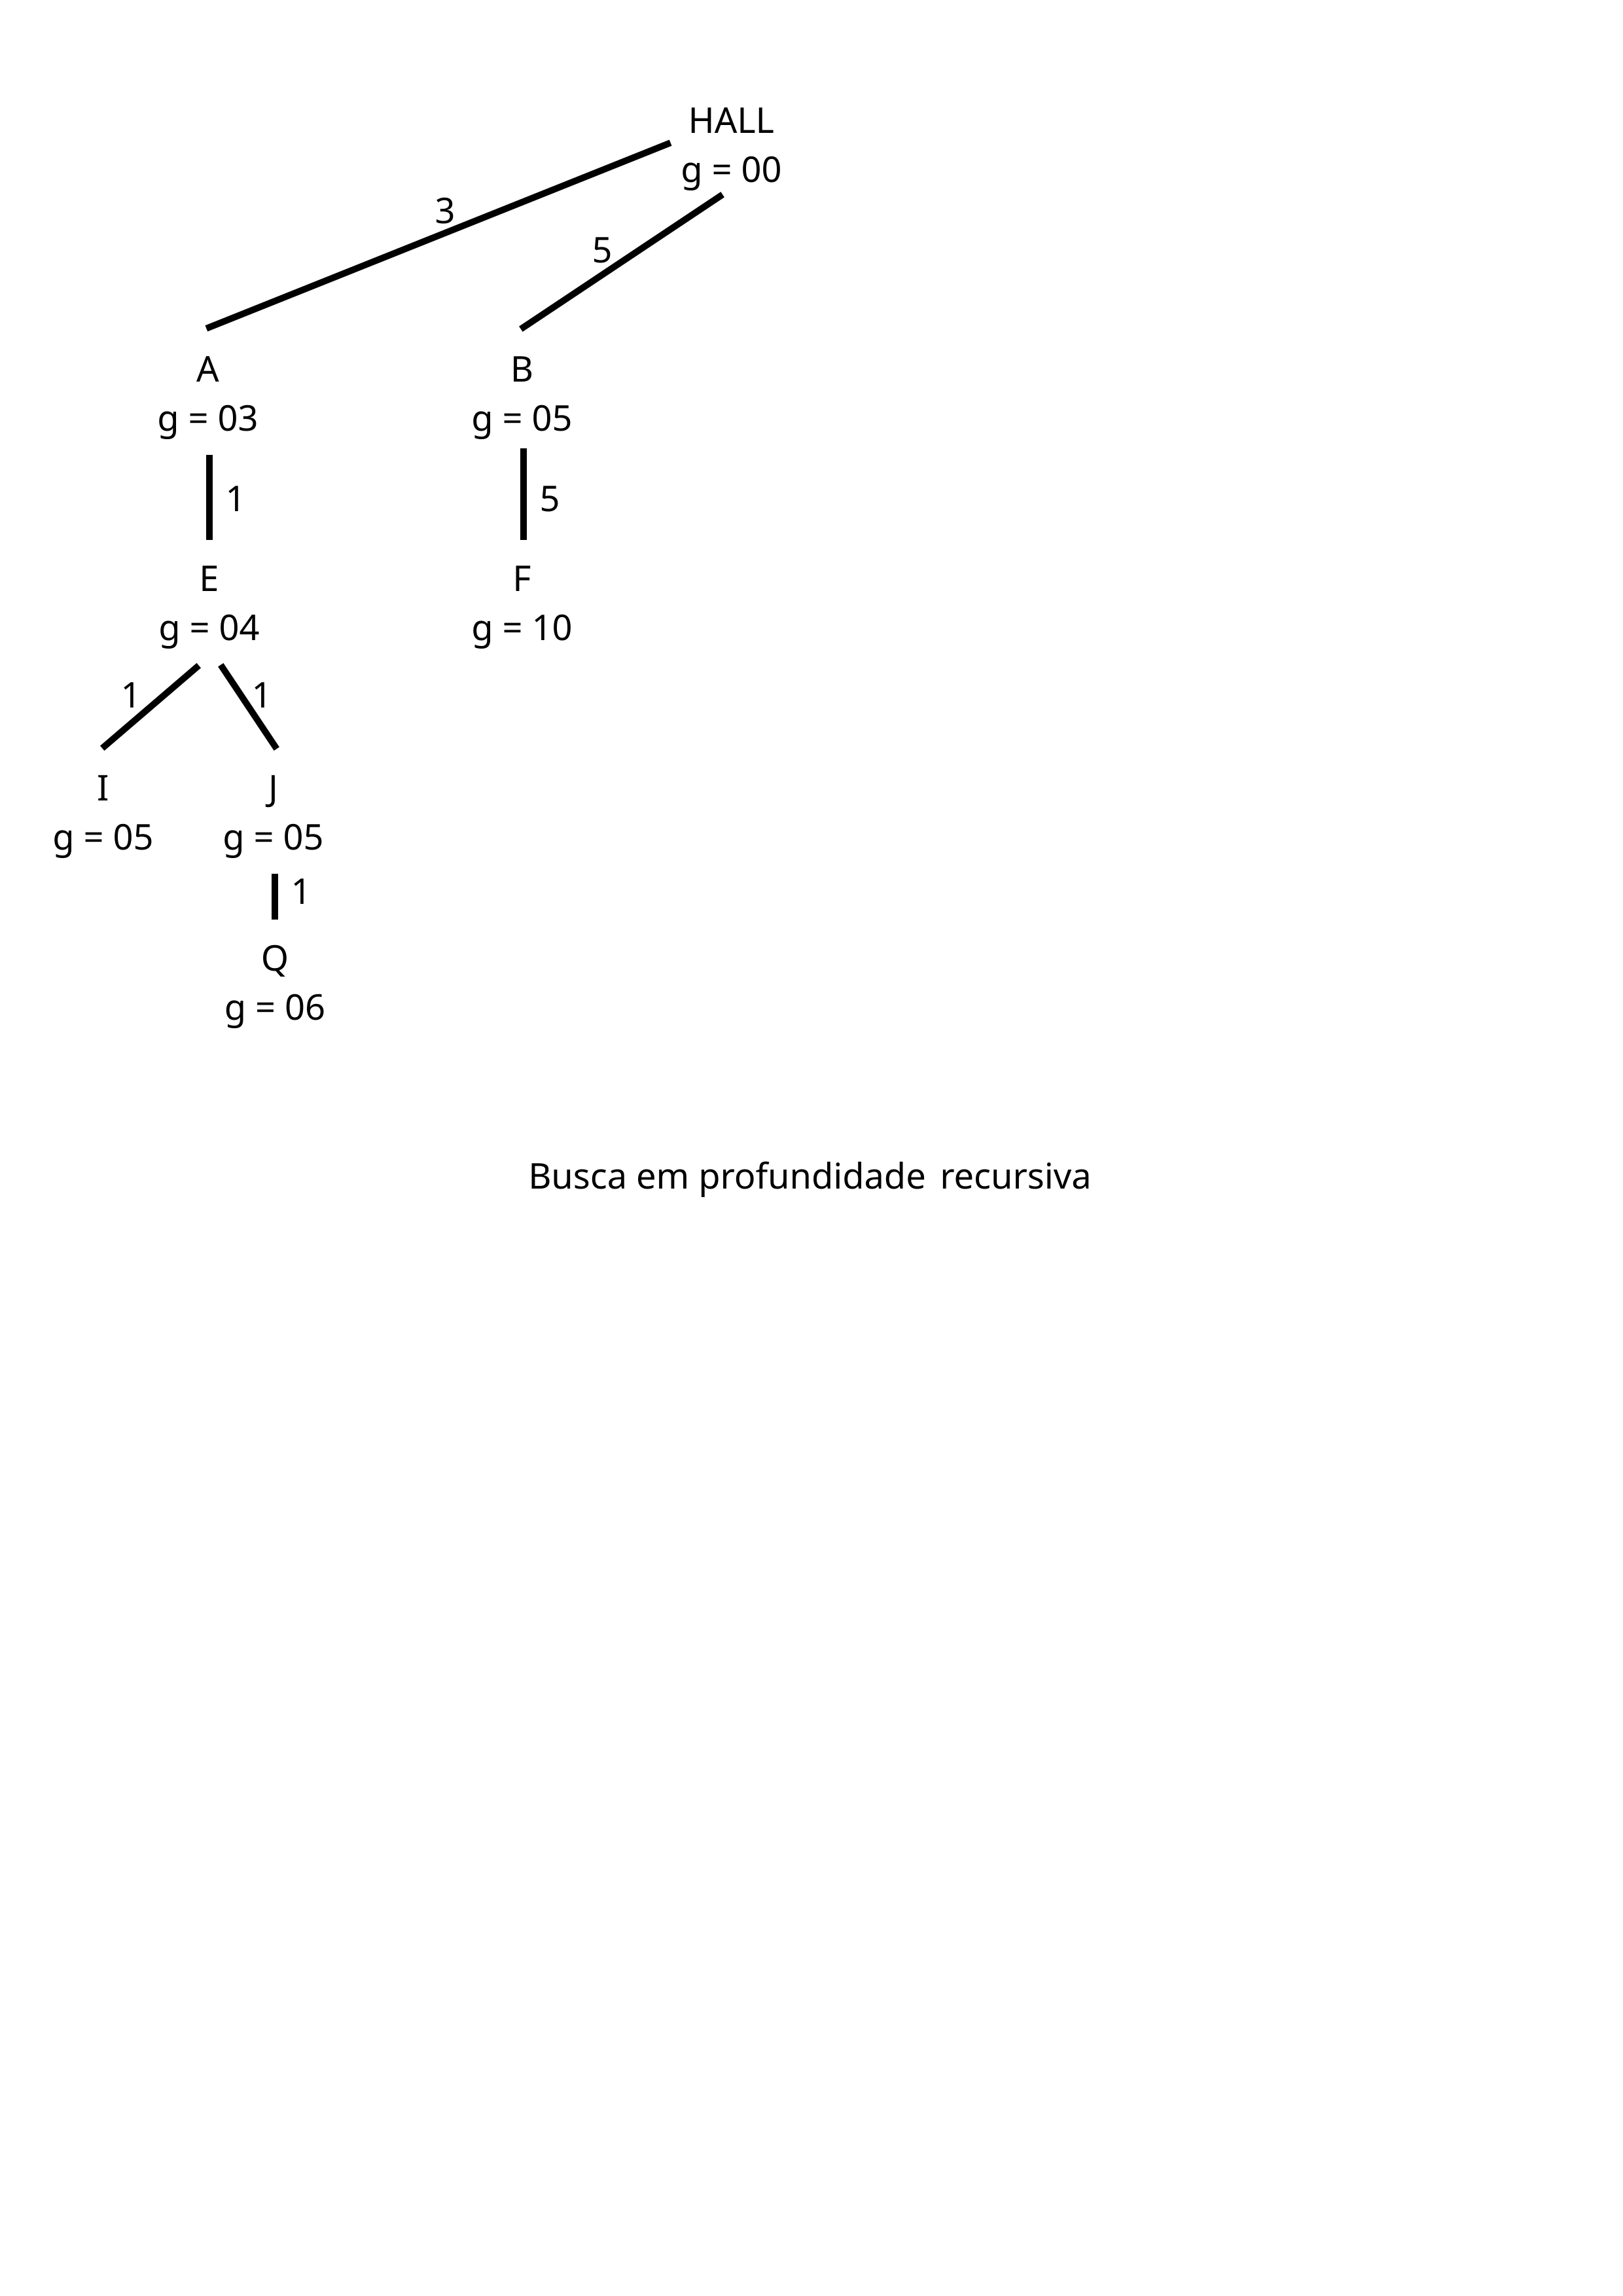 HALL
g = 00
3
5
A
g = 03
B
g = 05
1
5
E
g = 04
F
g = 10
1
1
I
g = 05
J
g = 05
1
Q
g = 06
Busca em profundidade recursiva